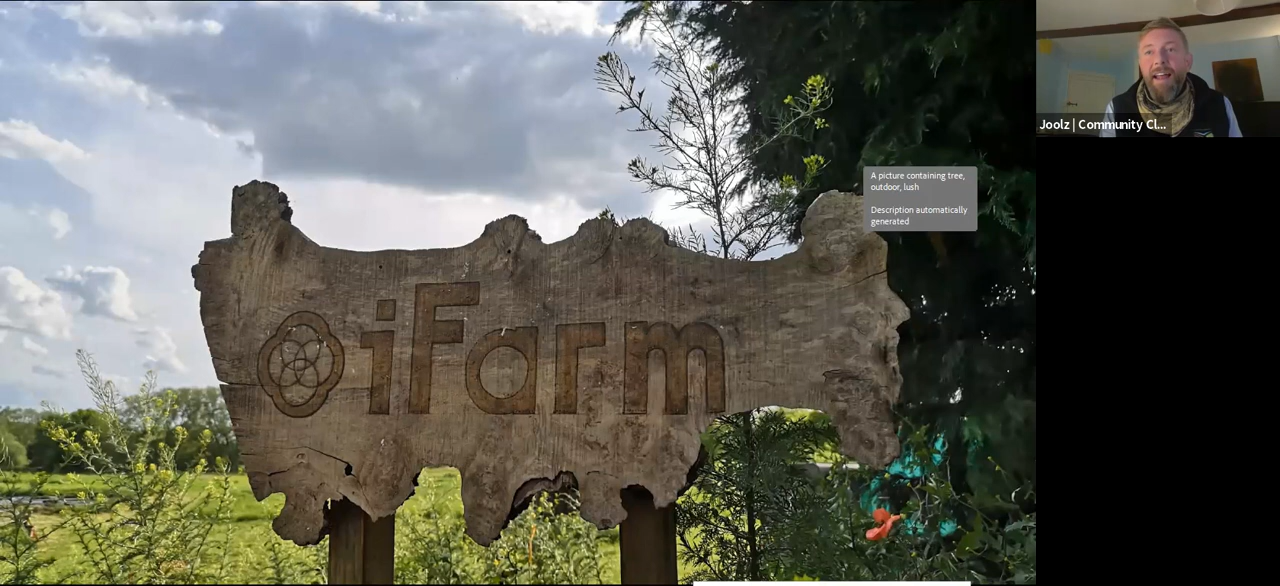 iFarm
A picture containing tree,
outdoor, lush
Description automatically
generated
Joolz | Community Cl...